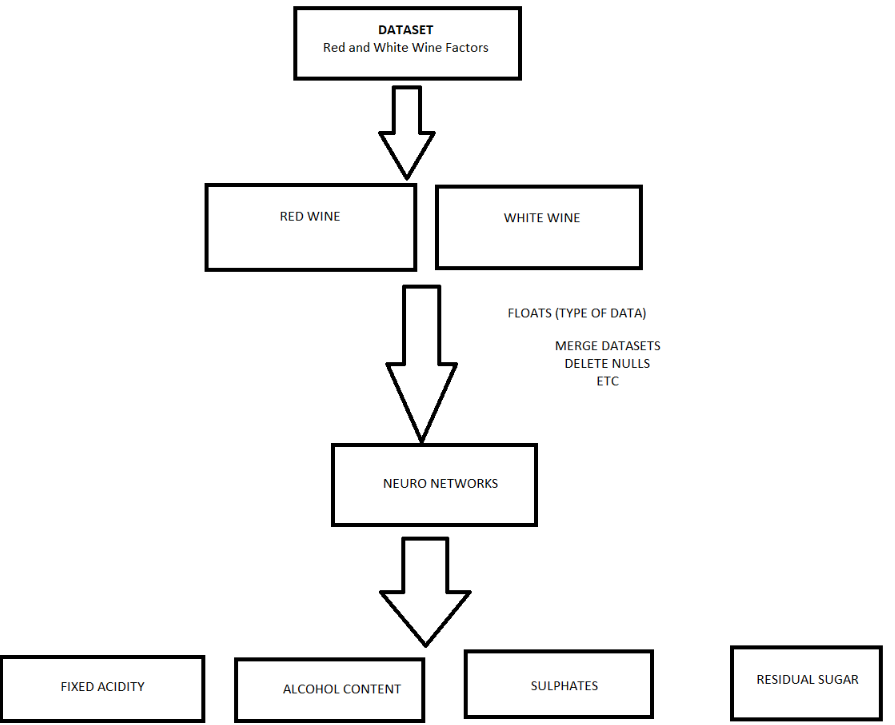 DATASET
Red and White Wine Factors
RED WINE
WHITE WINE
FLOATS (TYPE OF DATA)
MERGE DATASETS
DELETE NULLS
ETC
NEURO NETWORKS
FIXED ACIDITY
ALCOHOL CONTENT
SULPHATES
RESIDUAL SUGAR